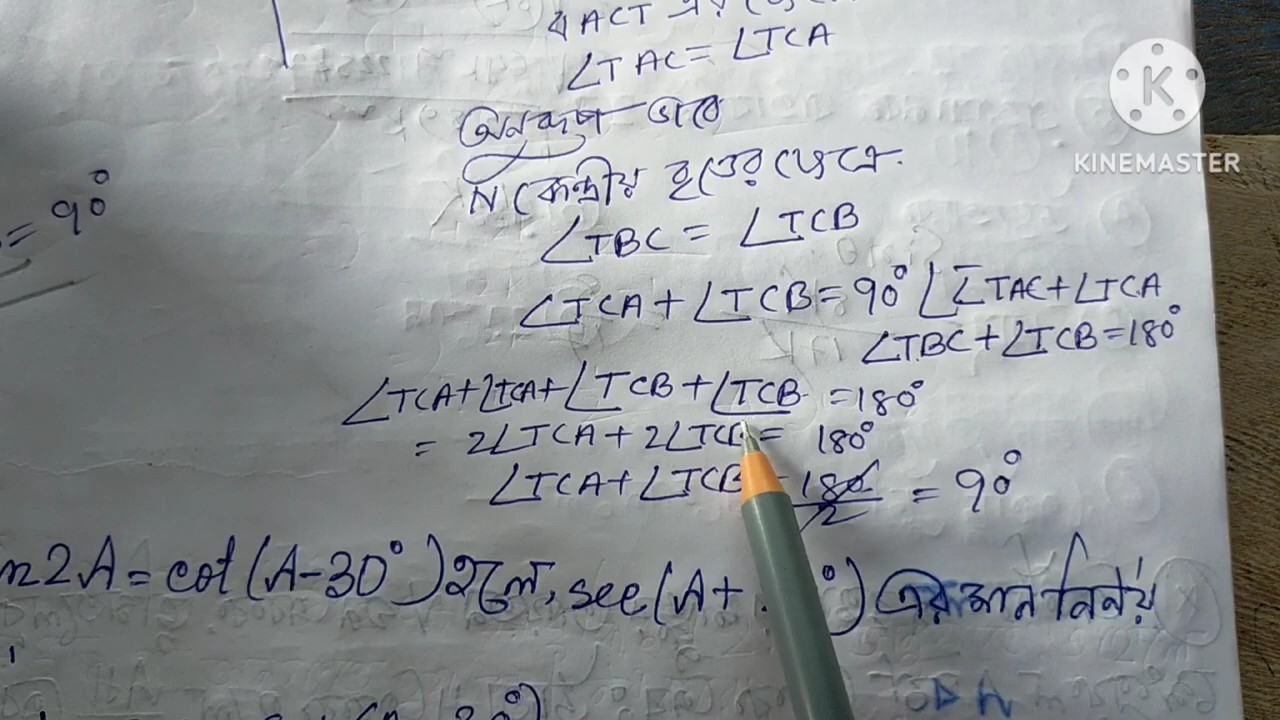 ACT এর
∠TAC = ∠TCA
অনুরূপ ভাবে
N কেন্দ্রীয় বৃত্তের ক্ষেত্রে.
= 90°
∠TBC = ∠TCB
∠TCA + ∠TCB = 90° [∠TAC + ∠TCA
∠TBC + ∠TCB = 180°
∠TCA + ∠TCA + ∠TCB + ∠TCB = 180°
= 2∠TCA + 2∠TCB = 180°
∠TCA + ∠TCB = 180/2 = 90°
2A = cot(A-30°) হলে, sec(A+ °) এর মান নির্ণয়
KINEMASTER